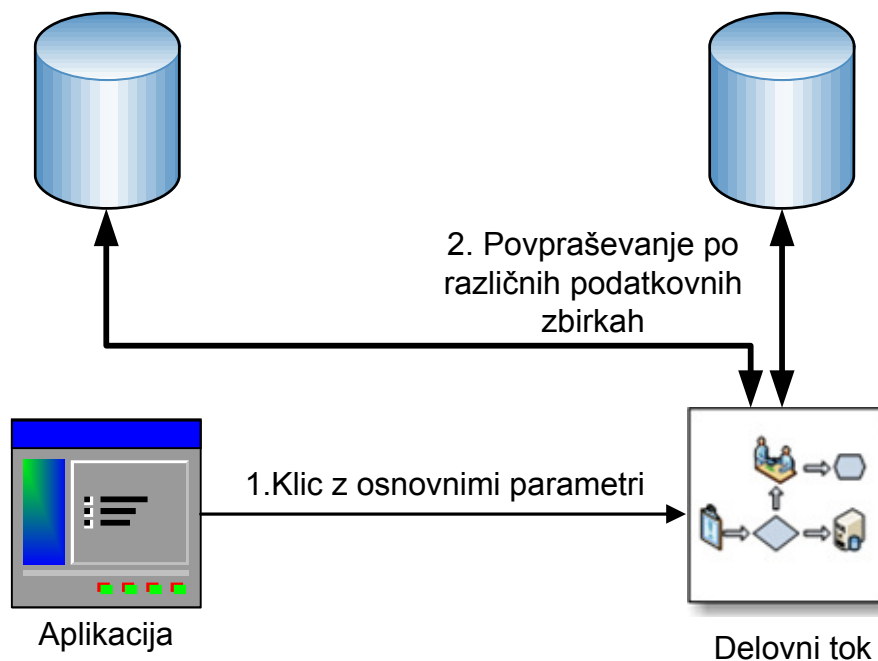 2. Povpraševanje po
različnih podatkovnih
zbirkah
1.Klic z osnovnimi parametri
Aplikacija
Delovni tok